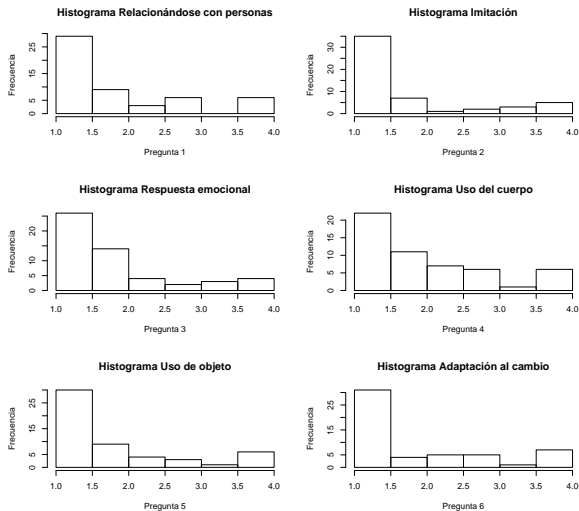 Histograma Relacionándose con personas
Frecuencia
5 15 25
1.0 1.5 2.0 2.5 3.0 3.5 4.0
Pregunta 1
Histograma Imitación
Frecuencia
0 10 20 30
1.0 1.5 2.0 2.5 3.0 3.5 4.0
Pregunta 2
Histograma Respuesta emocional
Frecuencia
0 10 20
1.0 1.5 2.0 2.5 3.0 3.5 4.0
Pregunta 3
Histograma Uso del cuerpo
Frecuencia
0 5 10 20
1.0 1.5 2.0 2.5 3.0 3.5 4.0
Pregunta 4
Histograma Uso de objeto
Frecuencia
0 5 15 25
1.0 1.5 2.0 2.5 3.0 3.5 4.0
Pregunta 5
Histograma Adaptación al cambio
Frecuencia
0 5 15 25
1.0 1.5 2.0 2.5 3.0 3.5 4.0
Pregunta 6